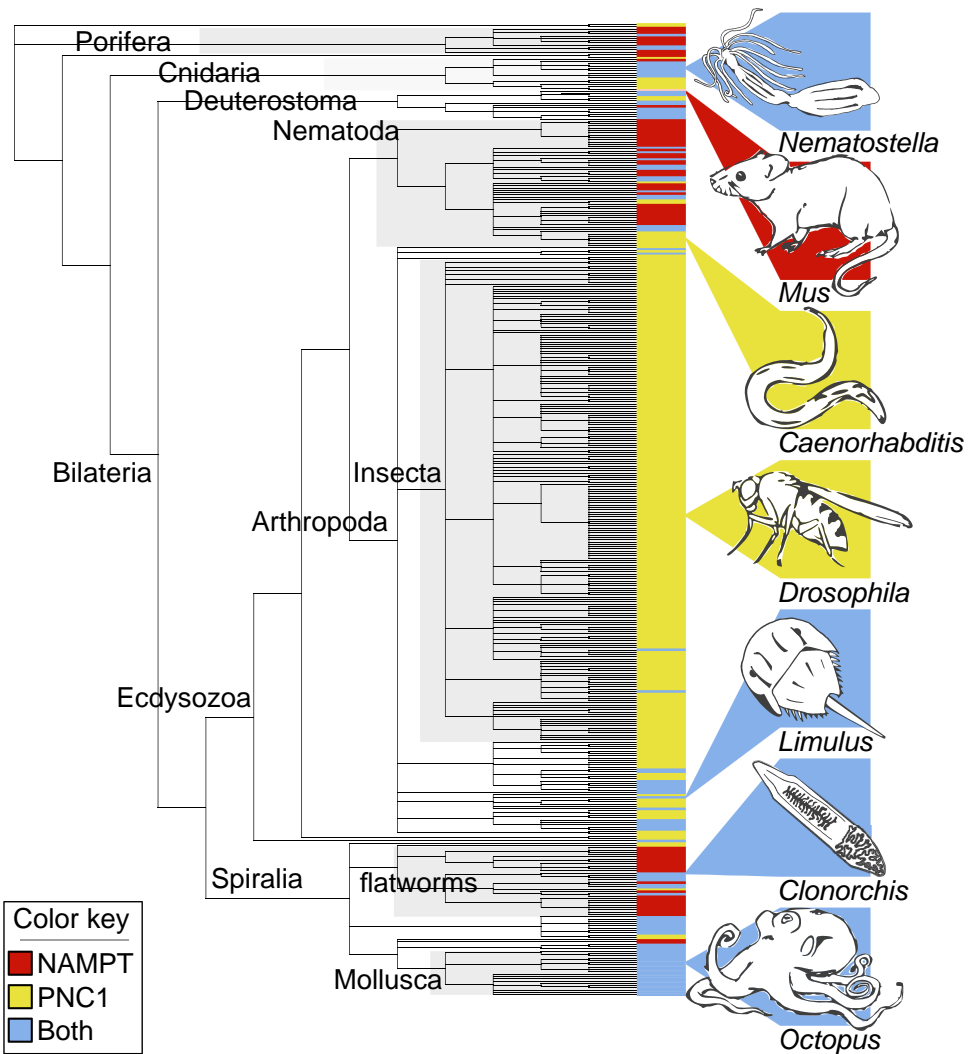 Porifera
Cnidaria
Deuterostoma
Nematoda
Bilateria
Insecta
Arthropoda
Ecdysozoa
Spiralia
flatworms
Mollusca
Nematostella
Mus
Caenorhabditis
Drosophila
Limulus
Clonorchis
Octopus
Color key
NAMPT
PNC1
Both